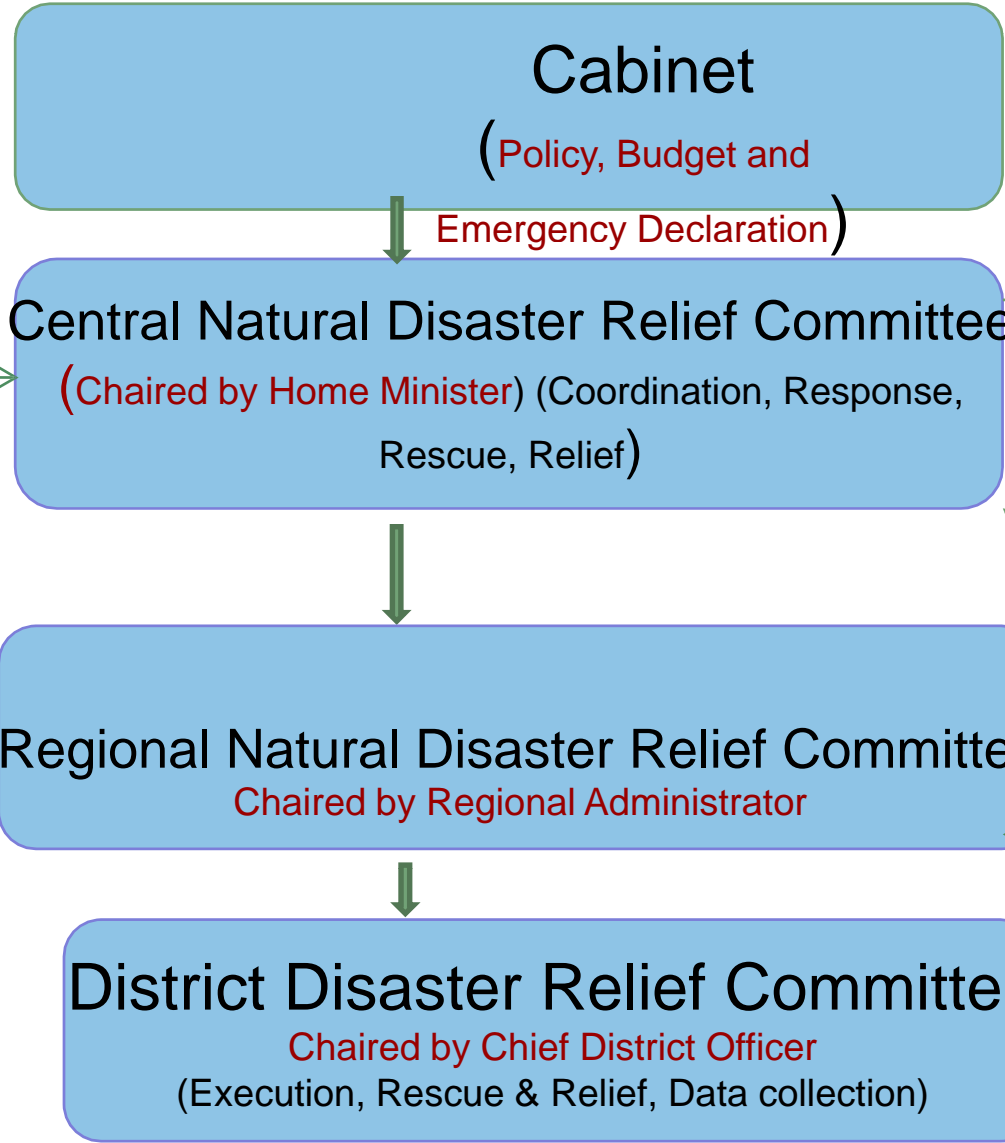 Cabinet
(Policy, Budget and
Emergency Declaration)
Central Natural Disaster Relief Committee
(Chaired by Home Minister) (Coordination, Response,
Rescue, Relief)
Regional Natural Disaster Relief Committe
Chaired by Regional Administrator
District Disaster Relief Committe
Chaired by Chief District Officer
(Execution, Rescue & Relief, Data collection)